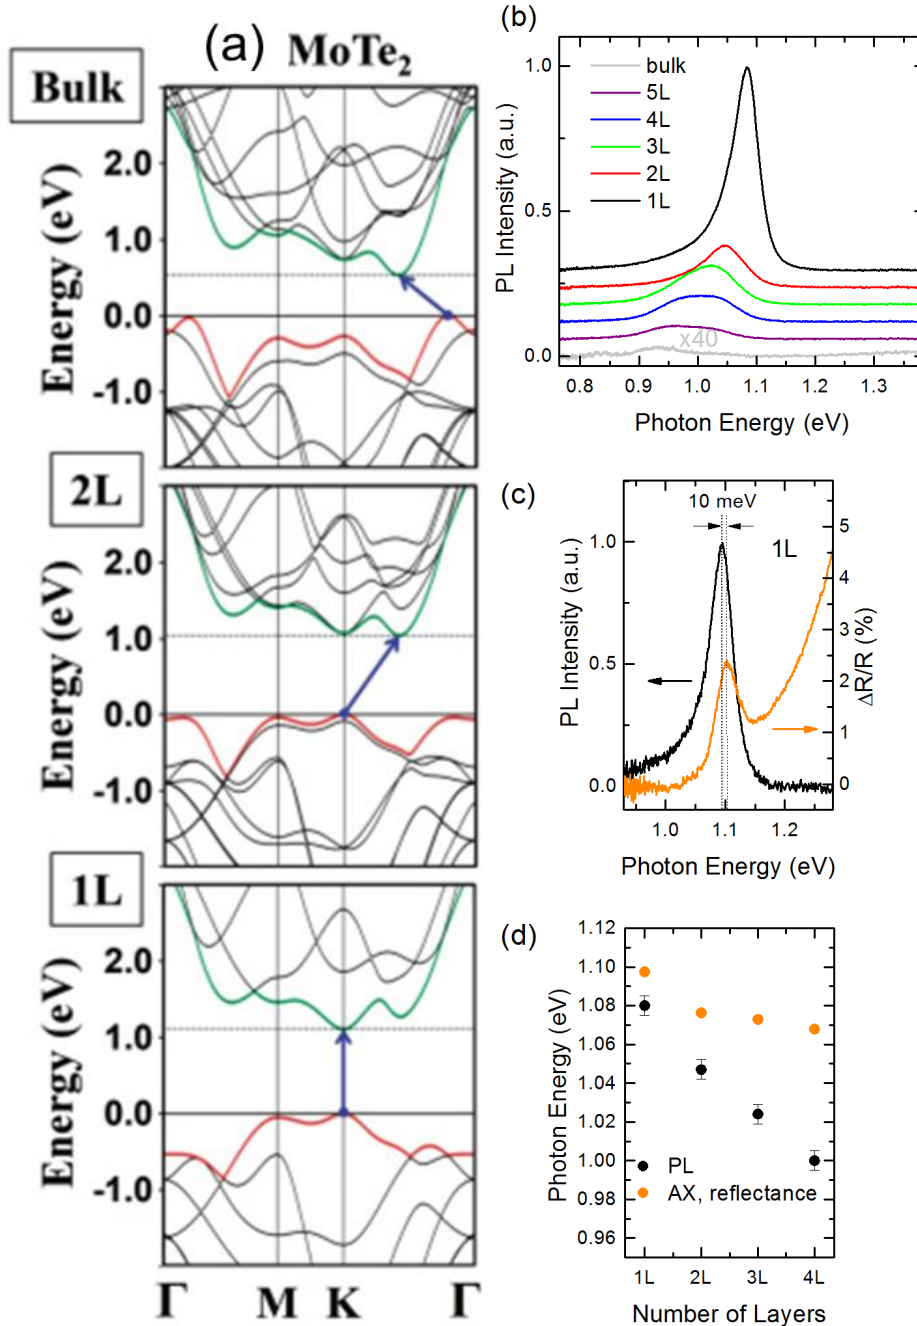 (a) MoTe2
Bulk
Energy (eV)
2.0
1.0
0.0
-1.0
2L
Energy (eV)
2.0
1.0
0.0
-1.0
1L
Energy (eV)
2.0
1.0
0.0
-1.0
Γ M K Γ
(b)
PL Intensity (a.u.)
1.0
0.5
0.0
bulk
5L
4L
3L
2L
1L
x40
0.8 0.9 1.0 1.1 1.2 1.3
Photon Energy (eV)
(c)
10 meV
1L
PL Intensity (a.u.)
1.0
0.5
0.0
ΔR/R (%)
5
4
3
2
1
0
1.0 1.1 1.2
Photon Energy (eV)
(d)
Photon Energy (eV)
1.12
1.10
1.08
1.06
1.04
1.02
1.00
0.98
0.96
PL
AX, reflectance
1L 2L 3L 4L
Number of Layers